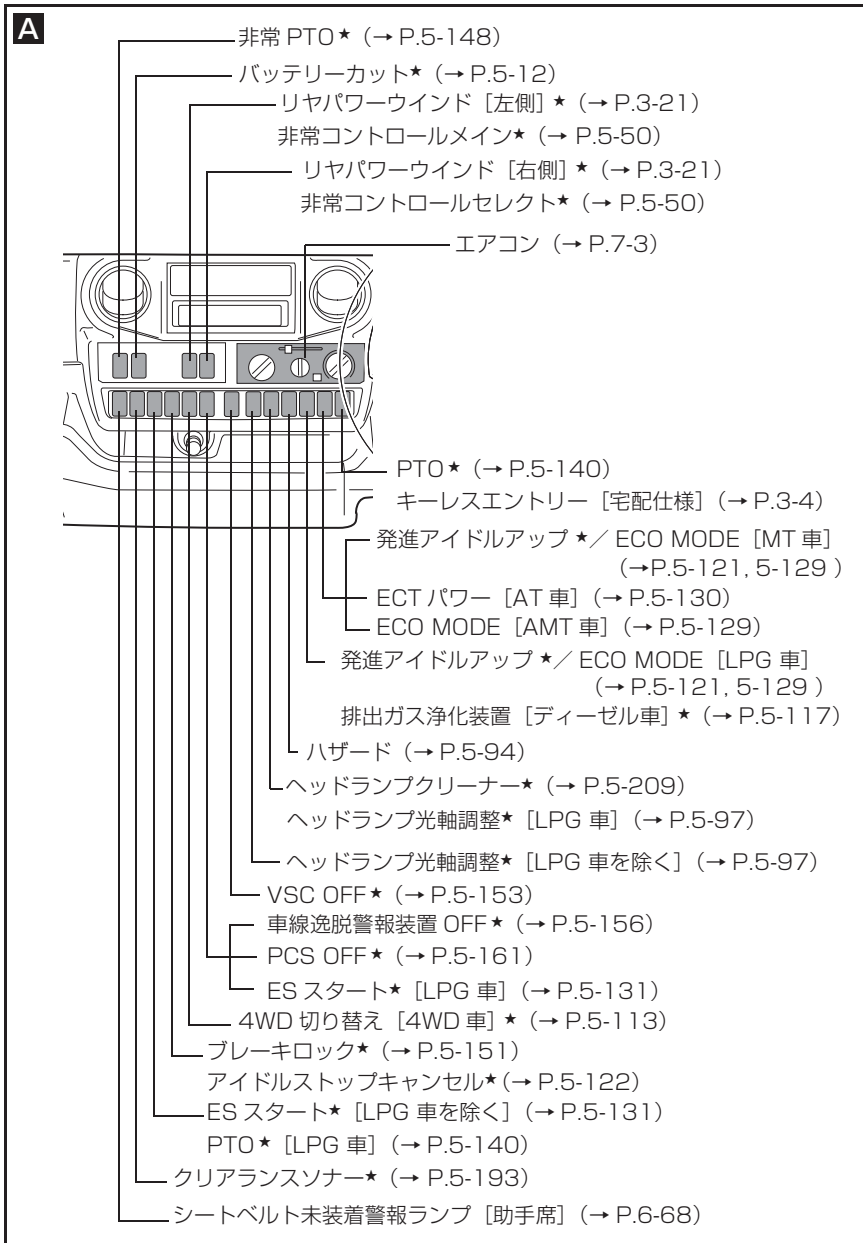 A
非常 PTO★（→ P.5-148）
バッテリーカット★（→ P.5-12）
リヤパワーウインド［左側］★（→ P.3-21）
非常コントロールメイン★（→ P.5-50）
リヤパワーウインド［右側］★（→ P.3-21）
非常コントロールセレクト★（→ P.5-50）
エアコン（→ P.7-3）
PTO★（→ P.5-140）
キーレスエントリー［宅配仕様］（→ P.3-4）
発進アイドルアップ ★／ ECO MODE［MT 車］
（→P.5-121, 5-129 ）
ECT パワー［AT 車］（→ P.5-130）
ECO MODE［AMT 車］（→ P.5-129）
発進アイドルアップ ★／ ECO MODE［LPG 車］
（→ P.5-121, 5-129 ）
排出ガス浄化装置［ディーゼル車］★（→ P.5-117）
ハザード（→ P.5-94）
ヘッドランプクリーナー★（→ P.5-209）
ヘッドランプ光軸調整★［LPG 車］（→ P.5-97）
ヘッドランプ光軸調整★［LPG 車を除く］（→ P.5-97）
VSC OFF★（→ P.5-153）
車線逸脱警報装置 OFF★（→ P.5-156）
PCS OFF★（→ P.5-161）
ES スタート★［LPG 車］（→ P.5-131）
4WD 切り替え［4WD 車］★（→ P.5-113）
ブレーキロック★（→ P.5-151）
アイドルストップキャンセル★（→ P.5-122）
ES スタート★［LPG 車を除く］（→ P.5-131）
PTO★［LPG 車］（→ P.5-140）
クリアランスソナー★（→ P.5-193）
シートベルト未装着警報ランプ［助手席］（→ P.6-68）